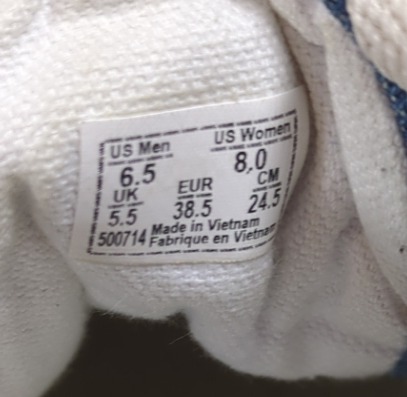 US Men US Women
6.5 8.0
UK EUR CM
5.5 38.5 24.5
500714 Made in Vietnam
Fabrique en Vietnam